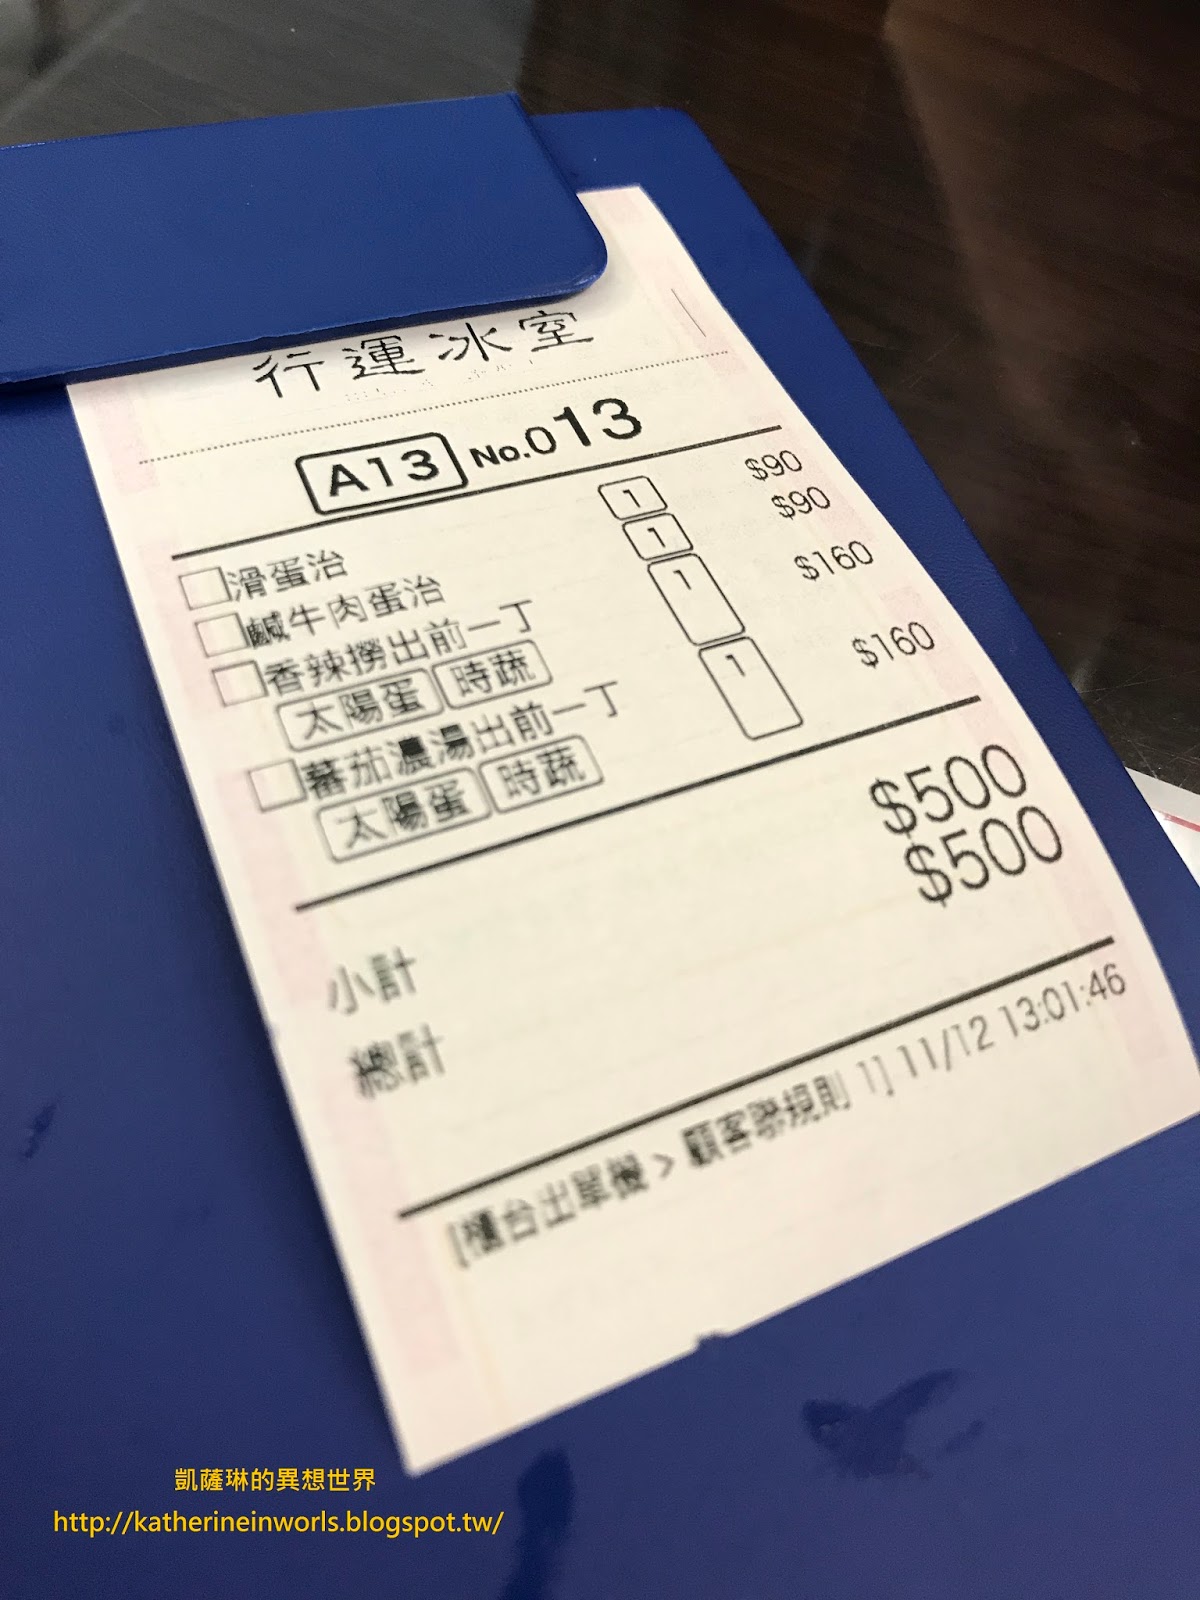 行運冰室
A13 No.013
滑蛋治 1 $90
鹹牛肉蛋治 1 $90
香辣撈出前一丁 1 $160
太陽蛋 時蔬
蕃茄濃湯出前一丁 1 $160
太陽蛋 時蔬
小計 $500
總計 $500
[櫃台出單機 > 顧客聯規則 1] 11/12 13:01:46
凱薩琳的異想世界
http://katherineinworls.blogspot.tw/